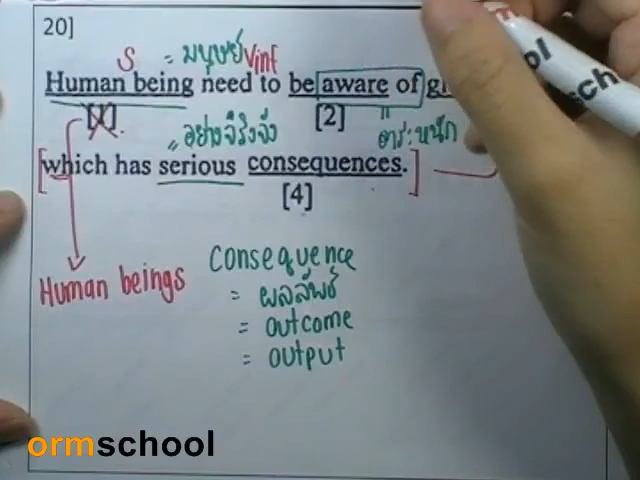 20]
S = มนุษย์ Vinf
Human being need to be aware of
[1] [2]
= อย่างจริงจัง = ตระหนัก
[which has serious consequences.]
[4]
Human beings
Consequence
= ผลลัพธ์
= outcome
= output
ormschool